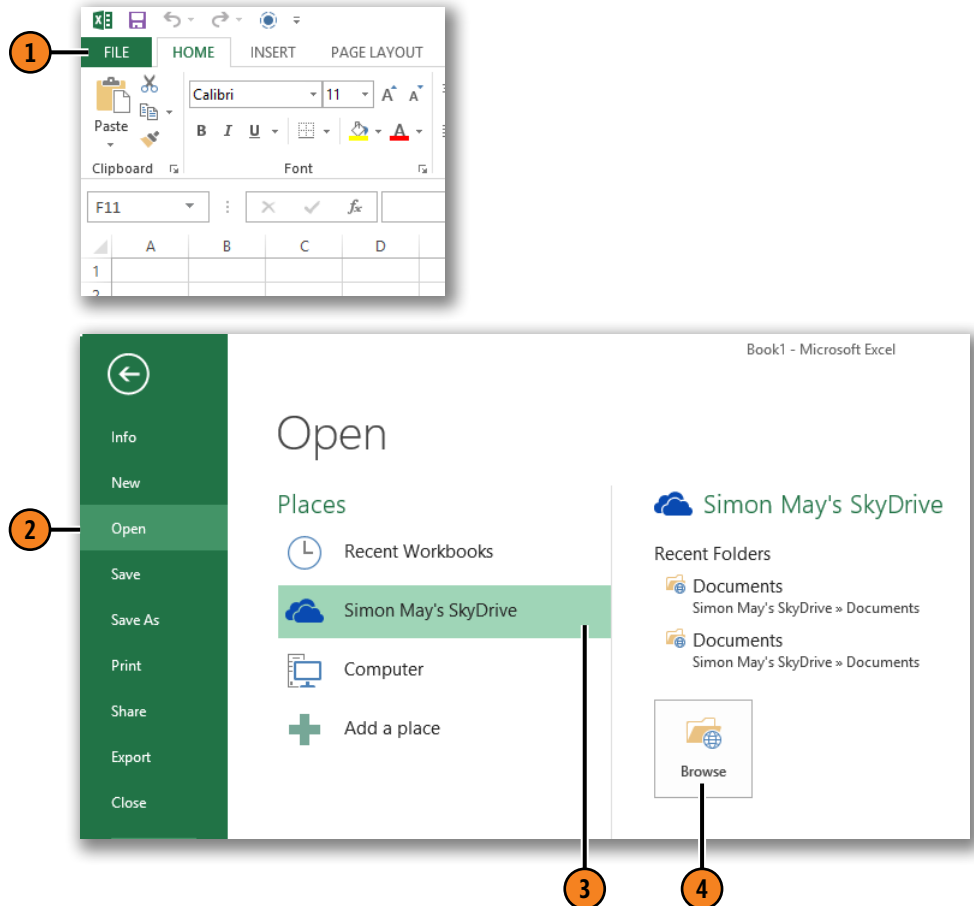 1
FILE HOME INSERT PAGE LAYOUT
Calibri 11 A A
Paste
B I U A
Clipboard Font
F11 fx
A B C D
1
2
Book1 - Microsoft Excel
Info
New
2
Open
Save
Save As
Print
Share
Export
Close
Open
Places
Recent Workbooks
Simon May's SkyDrive
Computer
Add a place
Simon May's SkyDrive
Recent Folders
Documents
Simon May's SkyDrive » Documents
Documents
Simon May's SkyDrive » Documents
Browse
3 4